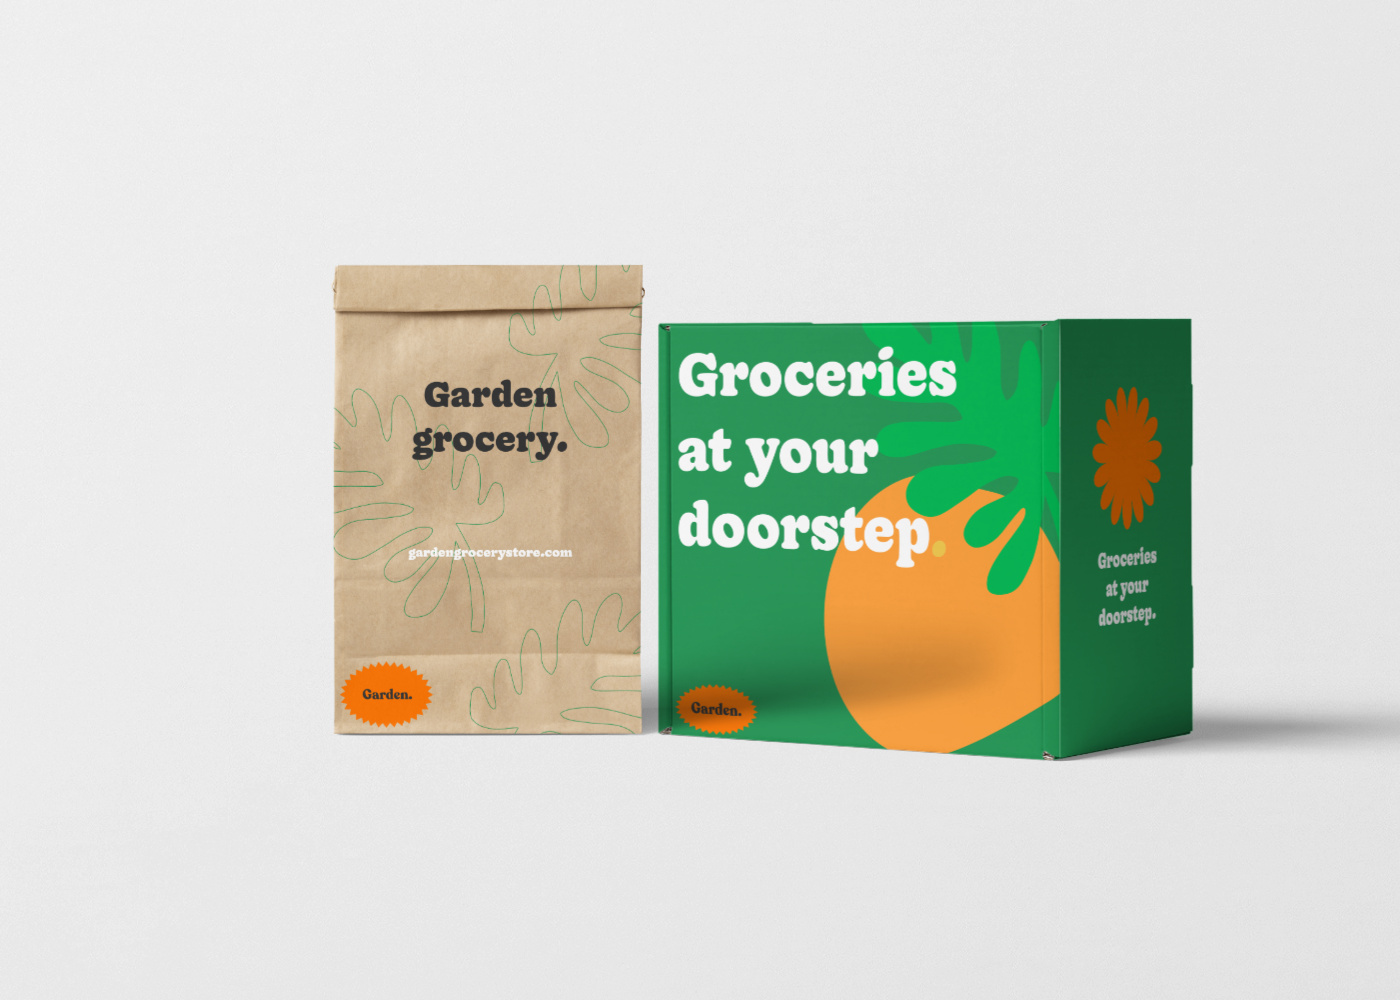 Garden
grocery.
gardengrocerystore.com
Garden.
Groceries
at your
doorstep.
Garden.
Groceries
at your
doorstep.